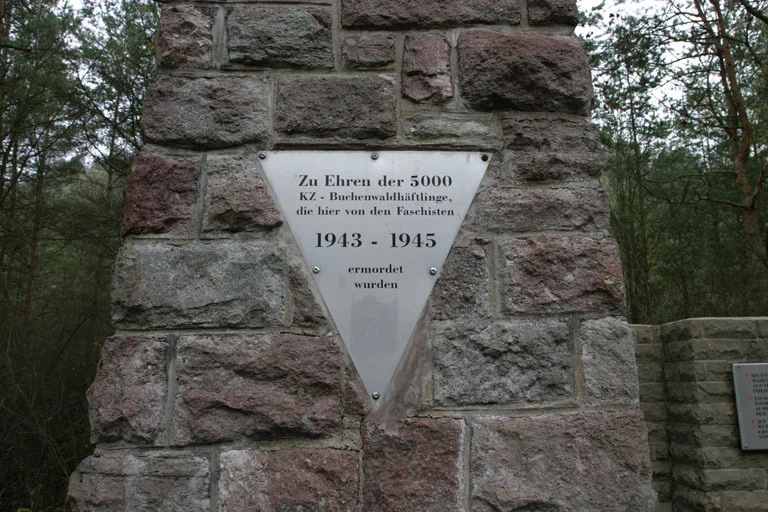 Zu Ehren der 5000
KZ - Buchenwaldhäftlinge,
die hier von den Faschisten
1943 - 1945
ermordet
wurden